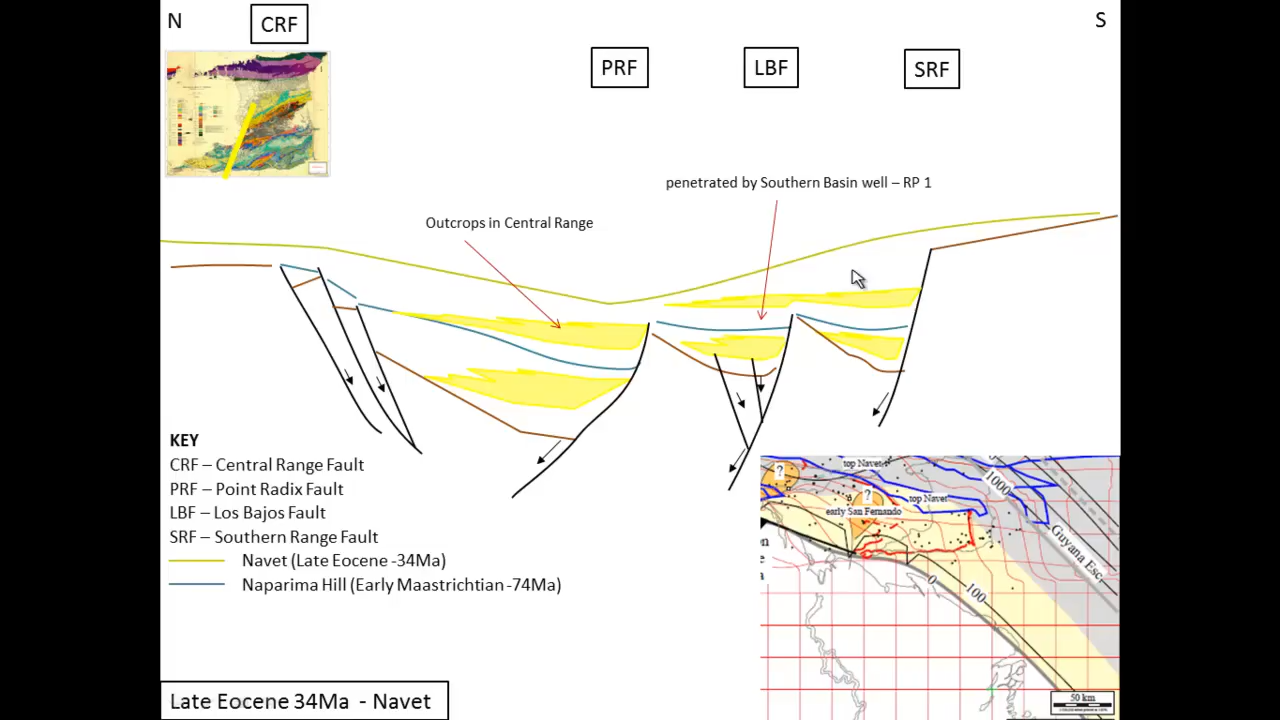 N
CRF
S
PRF
LBF
SRF
penetrated by Southern Basin well – RP 1
Outcrops in Central Range
KEY
CRF – Central Range Fault
PRF – Point Radix Fault
LBF – Los Bajos Fault
SRF – Southern Range Fault
Navet (Late Eocene -34Ma)
Naparima Hill (Early Maastrichtian -74Ma)
top Navet
?
1000
?
top Navet
early San Fernando
Guyana Esc.
0
100
50 km
Late Eocene 34Ma - Navet